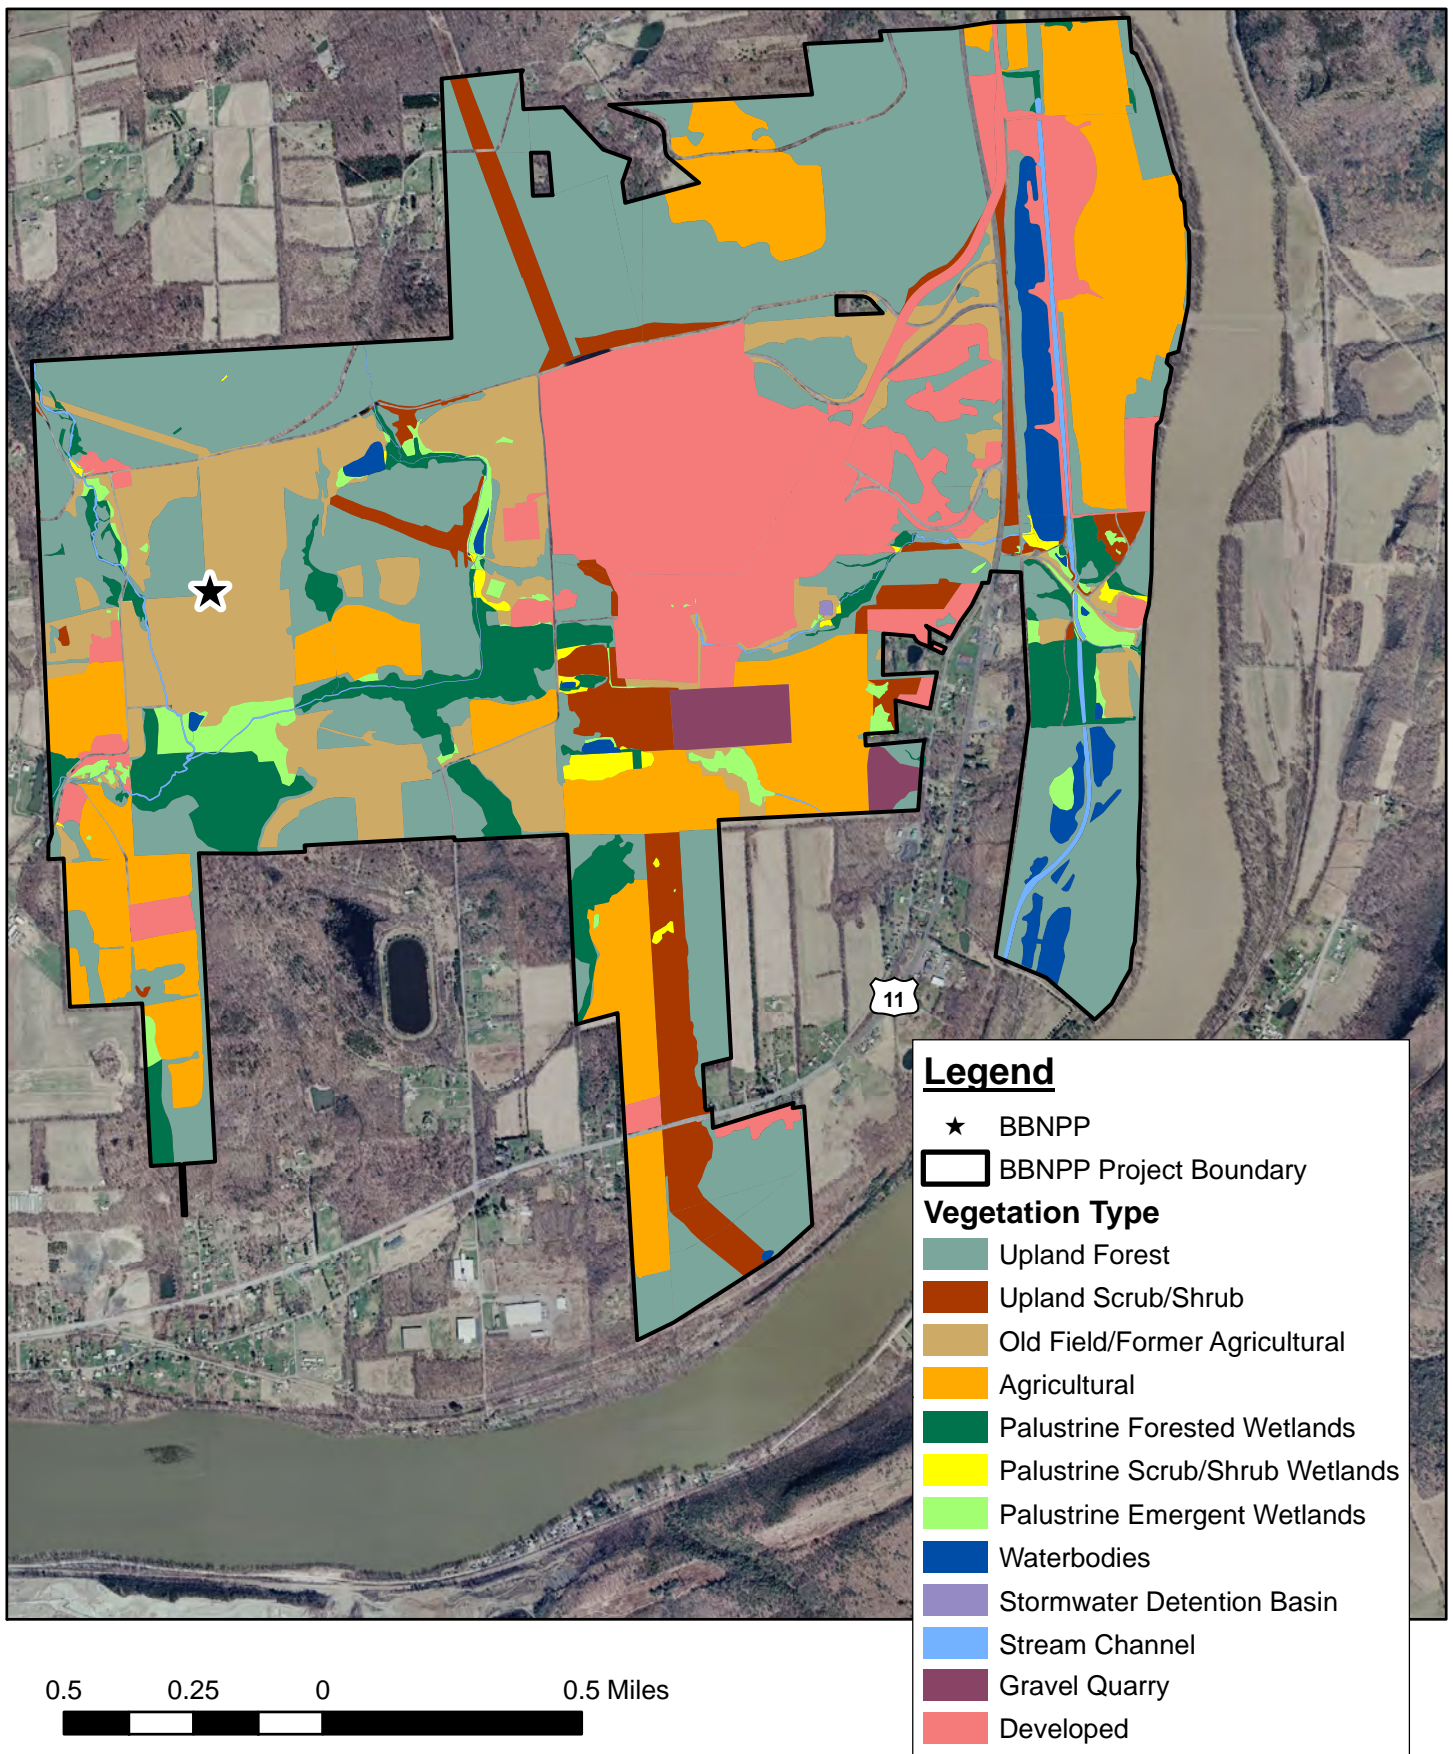 11
Legend
BBNPP
BBNPP Project Boundary
Vegetation Type
Upland Forest
Upland Scrub/Shrub
Old Field/Former Agricultural
Agricultural
Palustrine Forested Wetlands
Palustrine Scrub/Shrub Wetlands
Palustrine Emergent Wetlands
Waterbodies
Stormwater Detention Basin
Stream Channel
Gravel Quarry
Developed
0.5 0.25 0 0.5 Miles